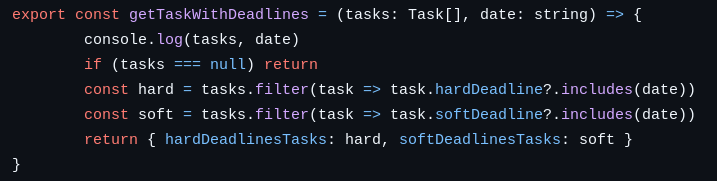 export const getTaskWithDeadlines = (tasks: Task[], date: string) => {
        console.log(tasks, date)
        if (tasks === null) return
        const hard = tasks.filter(task => task.hardDeadline?.includes(date))
        const soft = tasks.filter(task => task.softDeadline?.includes(date))
        return { hardDeadlinesTasks: hard, softDeadlinesTasks: soft }
}